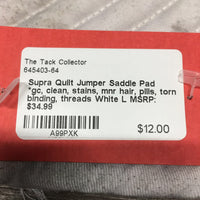 The Tack Collector
645403-64
Supra Quilt Jumper Saddle Pad
*gc, clean, stains, mnr hair, pills, torn
binding, threads White L MSRP:
$34.99
A99PXK
$12.00